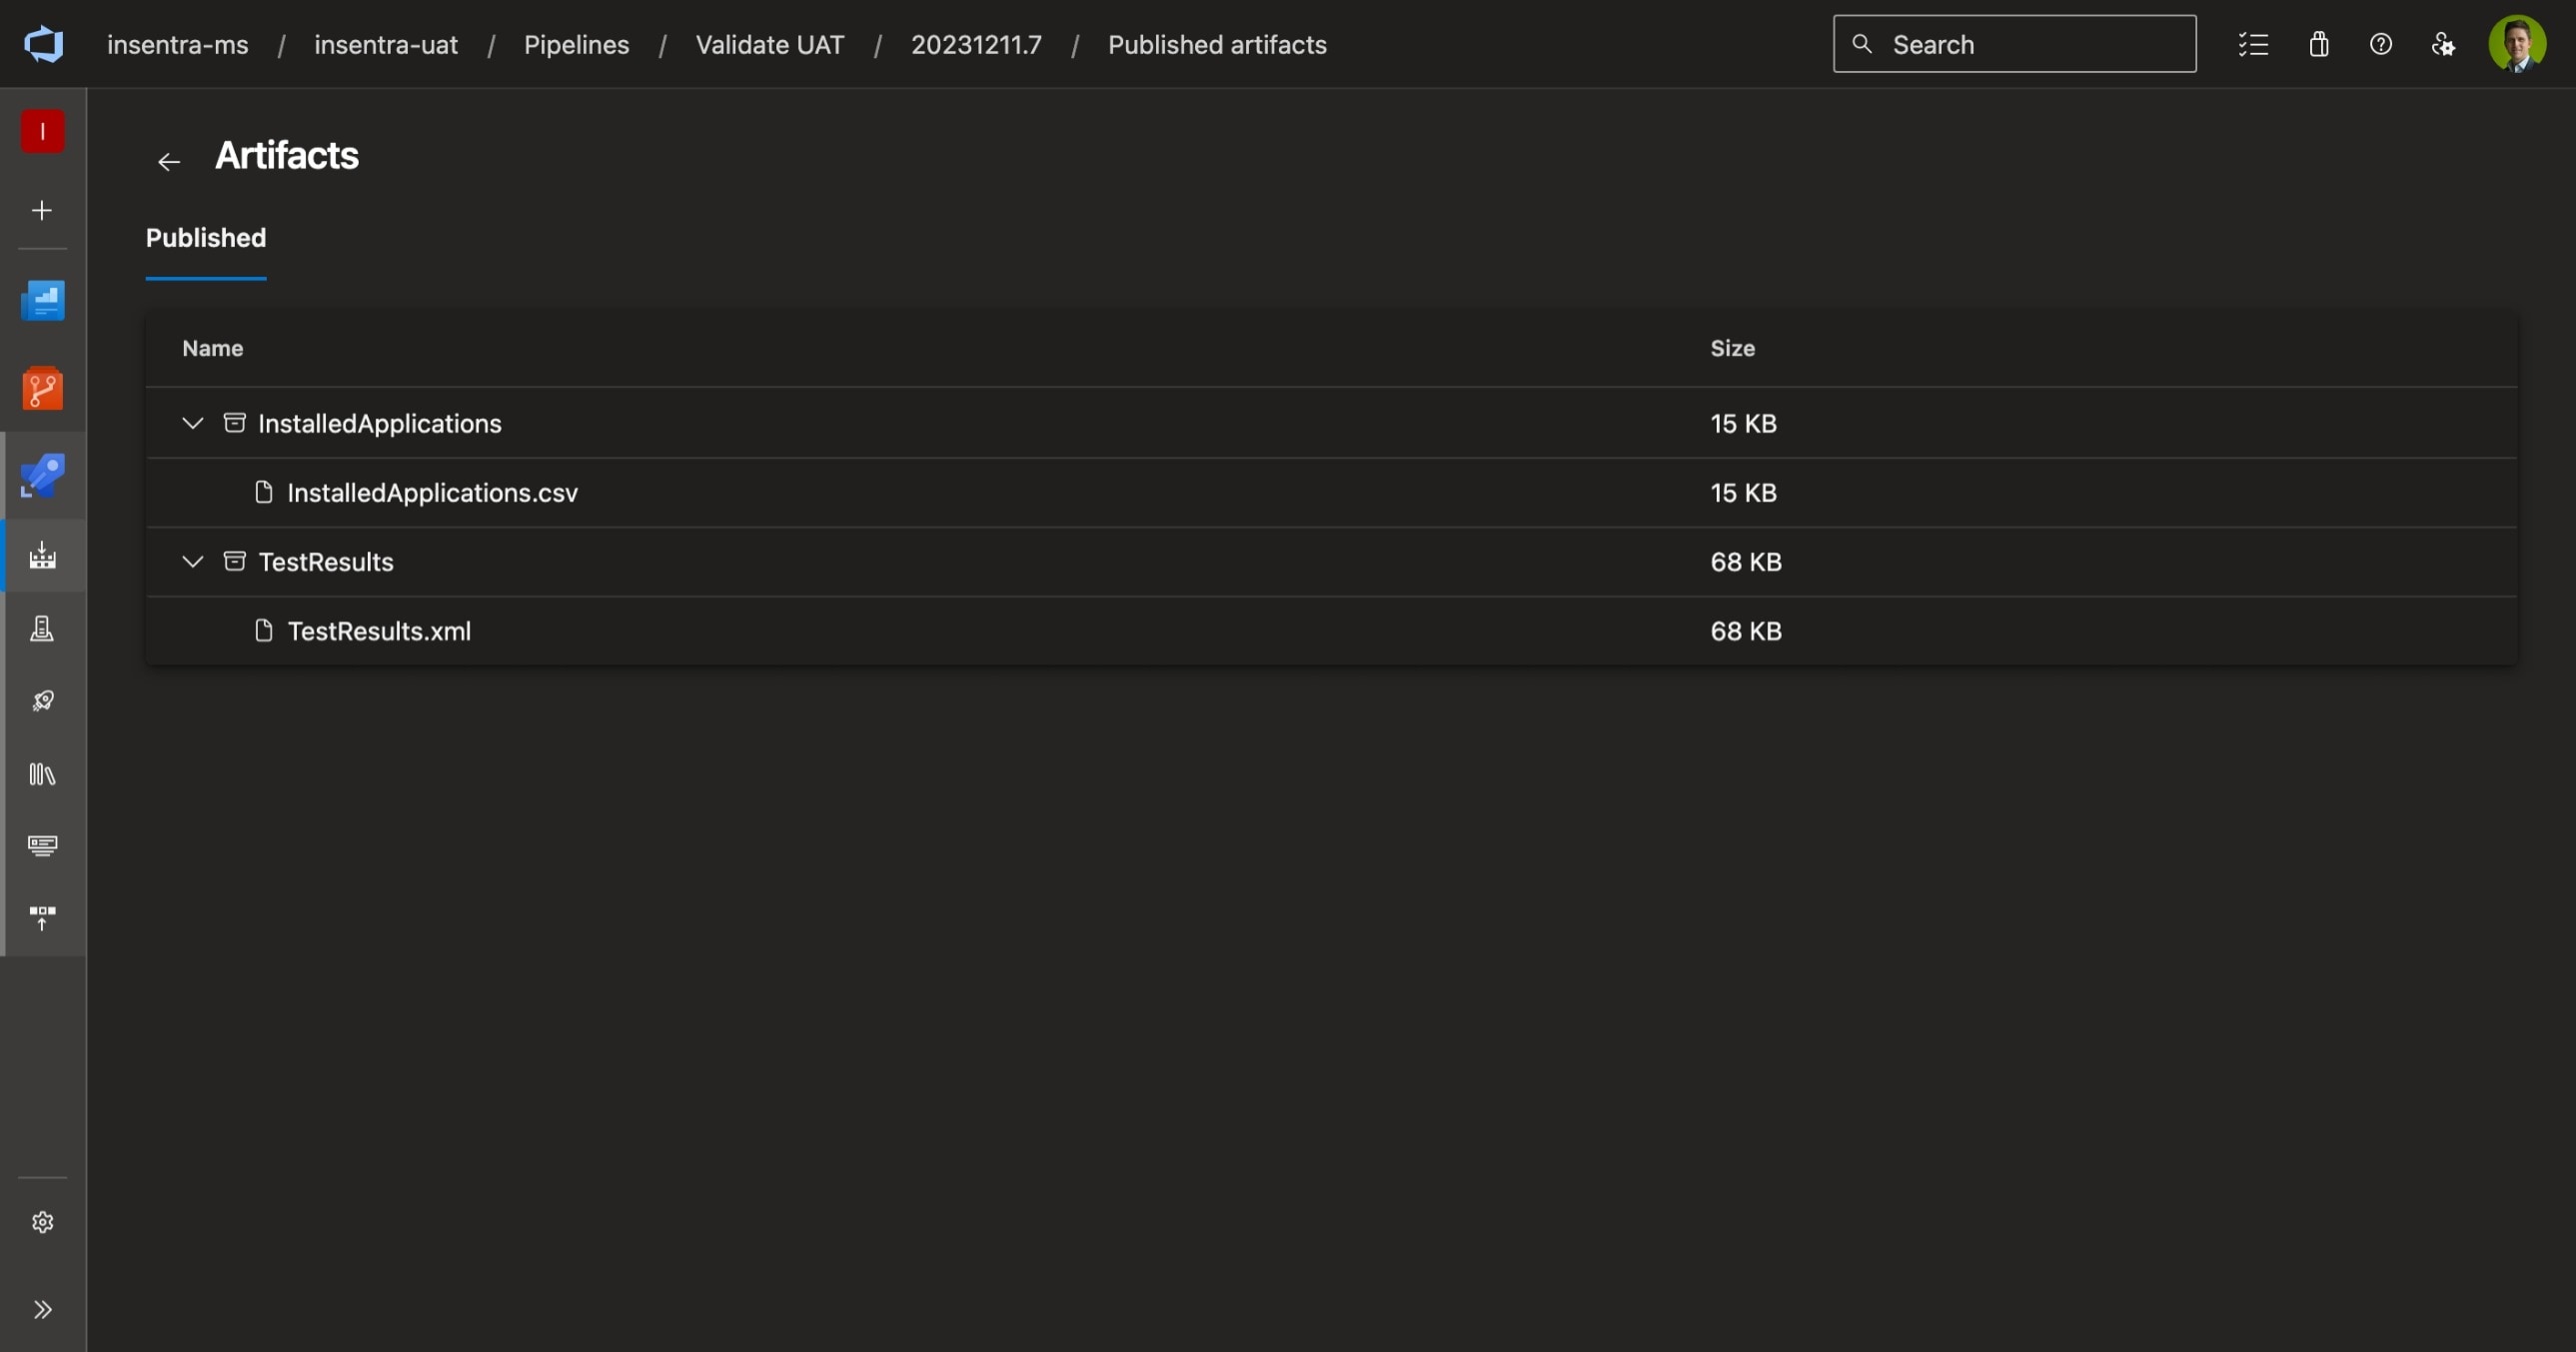 insentra-ms / insentra-uat / Pipelines / Validate UAT / 20231211.7 / Published artifacts
Search
I
Artifacts
Published
Name Size
InstalledApplications 15 KB
InstalledApplications.csv 15 KB
TestResults 68 KB
TestResults.xml 68 KB